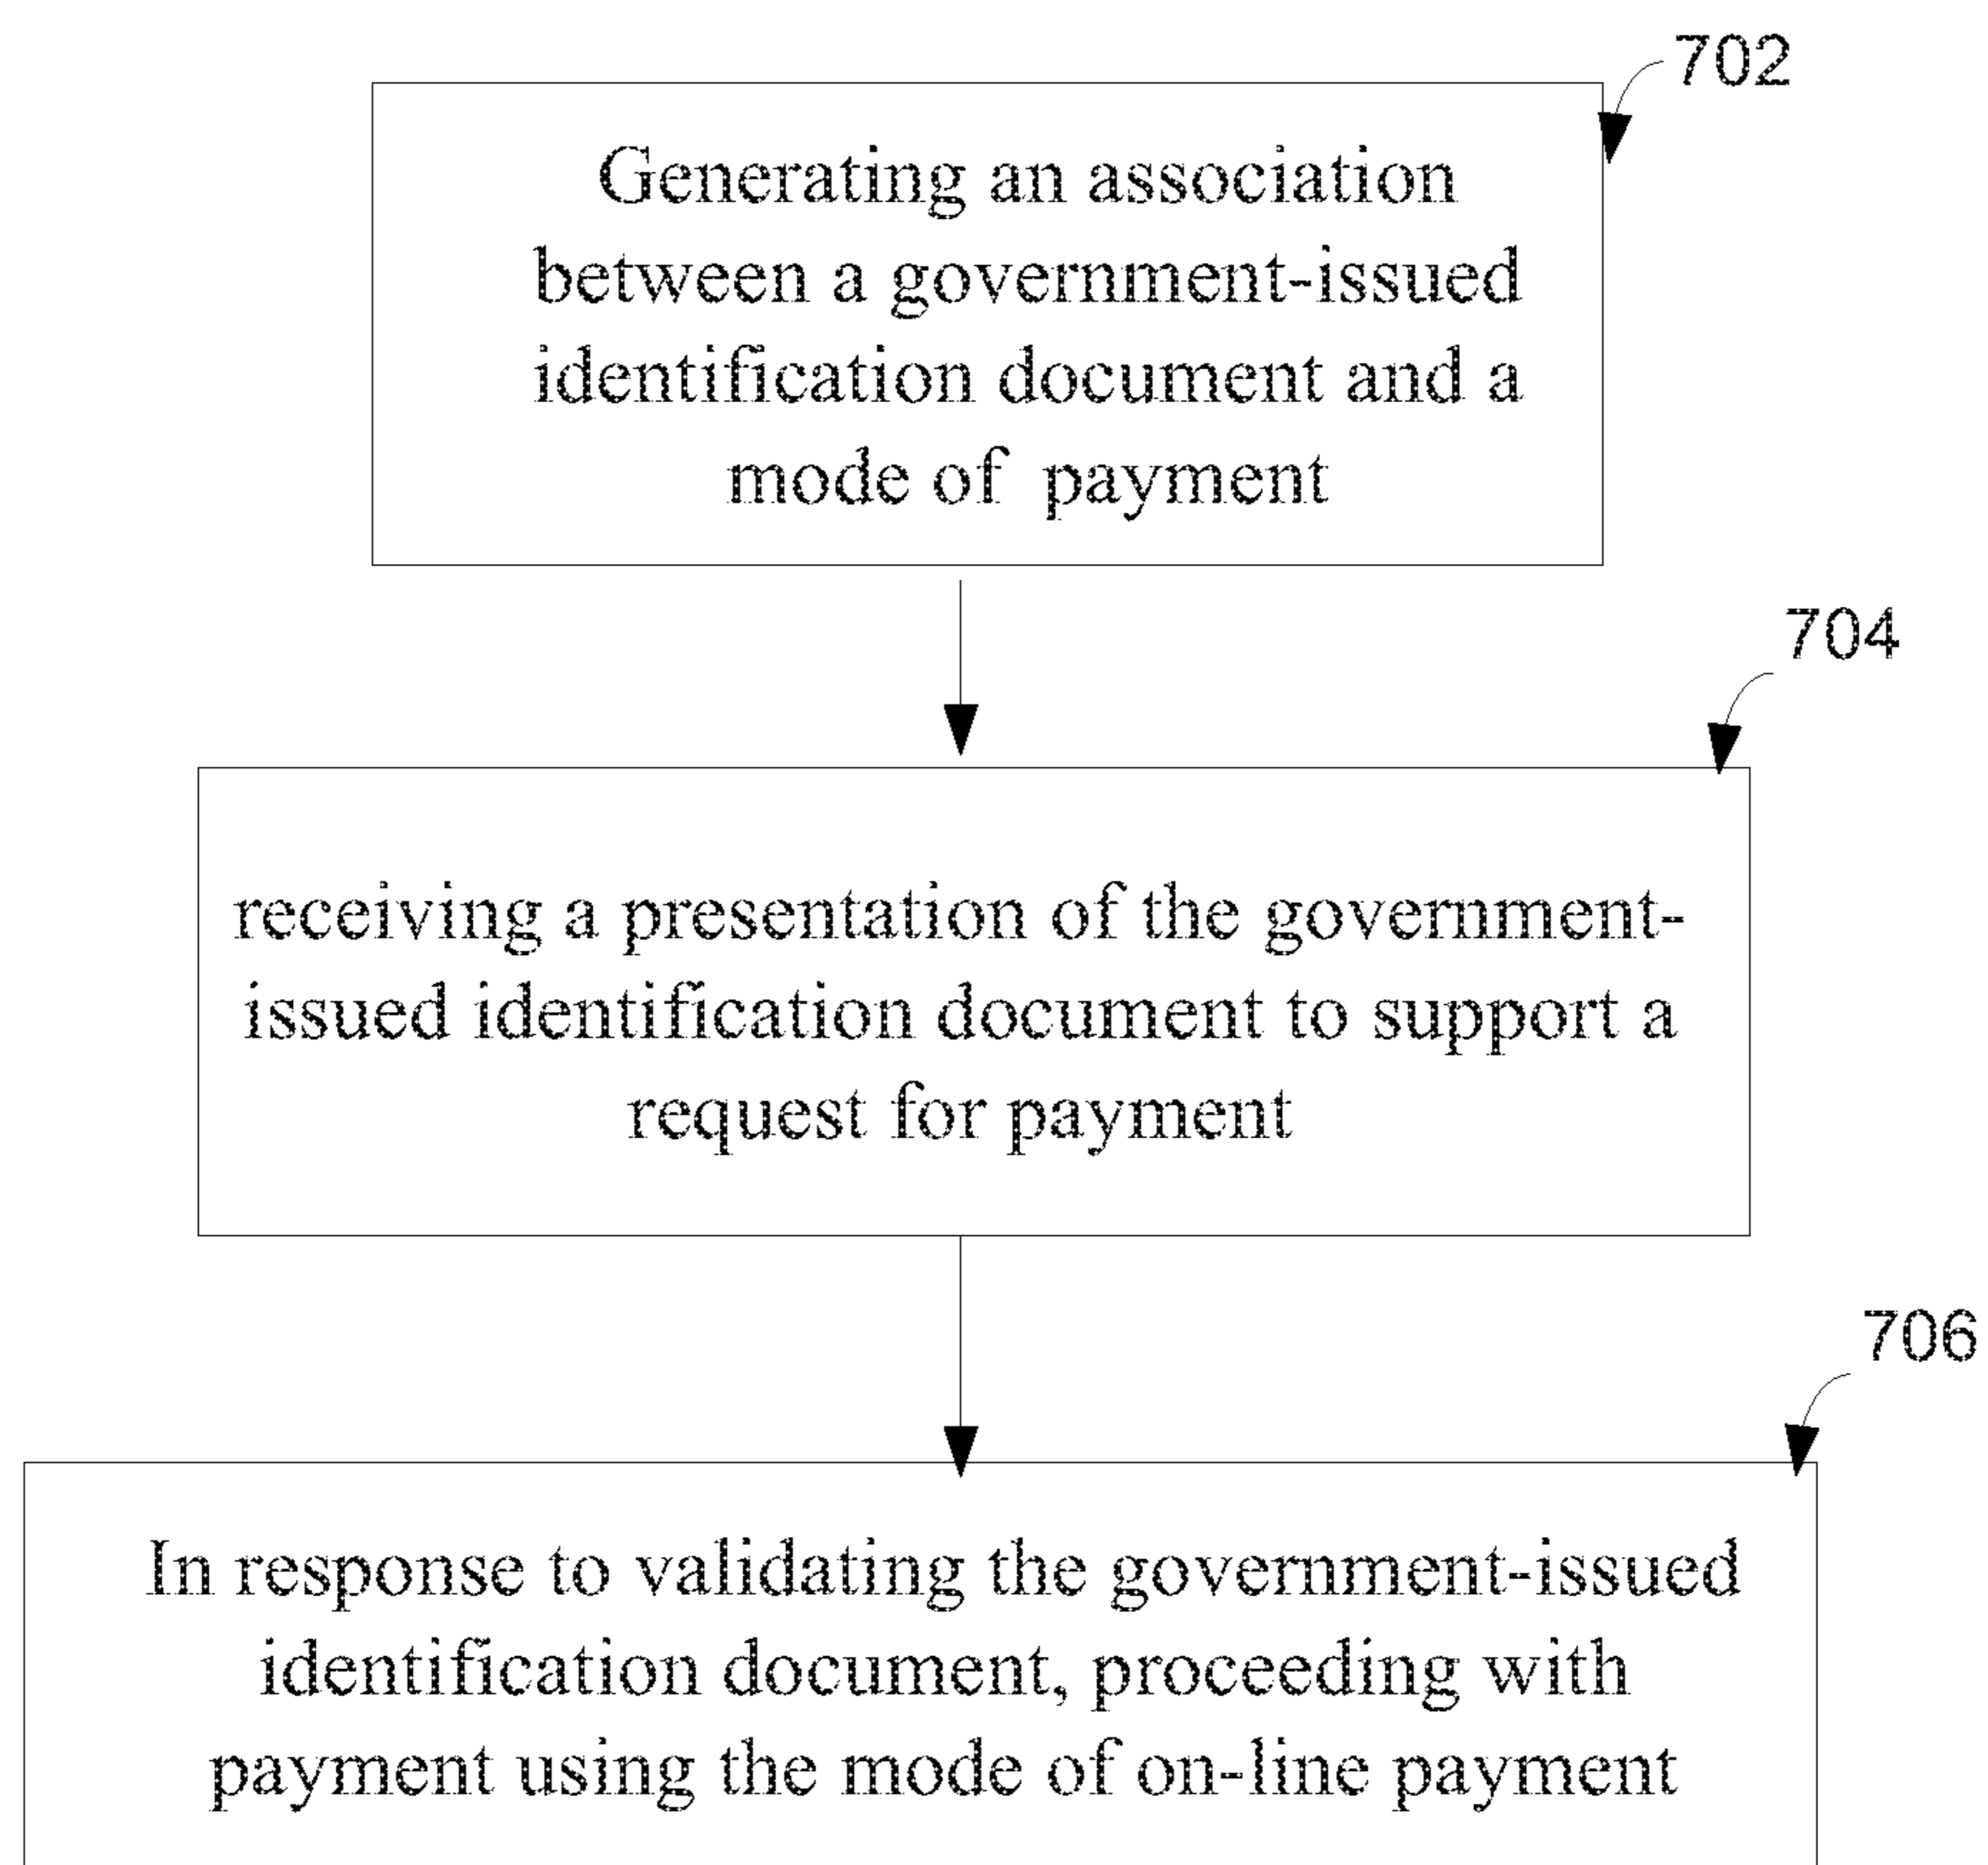 702
Generating an association
between a government-issued
identification document and a
mode of payment
704
receiving a presentation of the government-
issued identification document to support a
request for payment
706
In response to validating the government-issued
identification document, proceeding with
payment using the mode of on-line payment